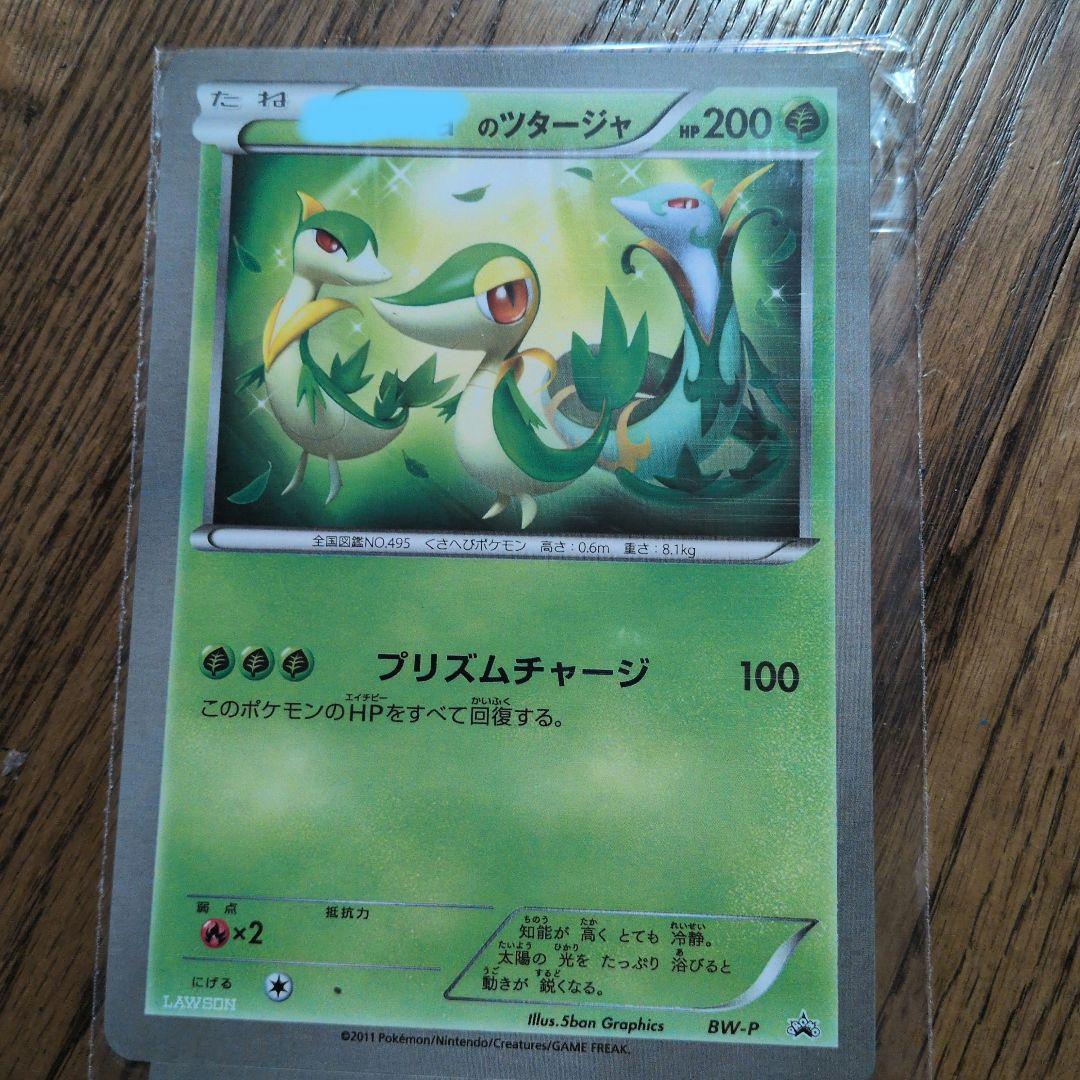 たね
のツタージャ HP200
全国図鑑NO.495 くさへびポケモン 高さ:0.6m 重さ:8.1kg
プリズムチャージ 100
エイチピー かいふく
このポケモンのHPをすべて回復する。
弱点 抵抗力
×2
にげる
ちのう たか れいせい
知能が 高く とても 冷静。
たいよう ひかり あ
太陽の 光を たっぷり 浴びると
うご するど
動きが 鋭くなる。
LAWSON
Illus.5ban Graphics BW-P
©2011 Pokémon/Nintendo/Creatures/GAME FREAK.